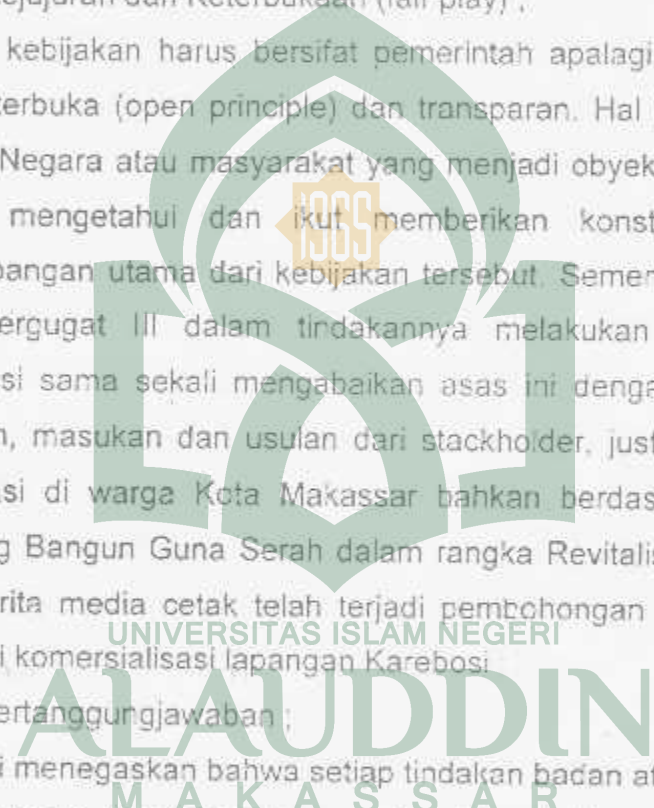 ejujuran dan Keterbukaan (fair play) ;
kebijakan harus bersifat pemerintah apalagi
terbuka (open principle) dan transparan. Hal
Negara atau masyarakat yang menjadi obyek
mengetahui dan ikut memberikan konst
bangan utama dari kebijakan tersebut. Semen
ergugat III dalam tindakannya melakukan
si sama sekali mengabaikan asas ini denga
n, masukan dan usulan dari stackholder, just
asi di warga Kota Makassar bahkan berdas
g Bangun Guna Serah dalam rangka Revitalis
rita media cetak telah terjadi pembohongan
i komersialisasi lapangan Karebosi
ertanggungjawaban ;
i menegaskan bahwa setiap tindakan badan at
1965
UNIVERSITAS ISLAM NEGERI
ALAUDDIN
MAKASSAR